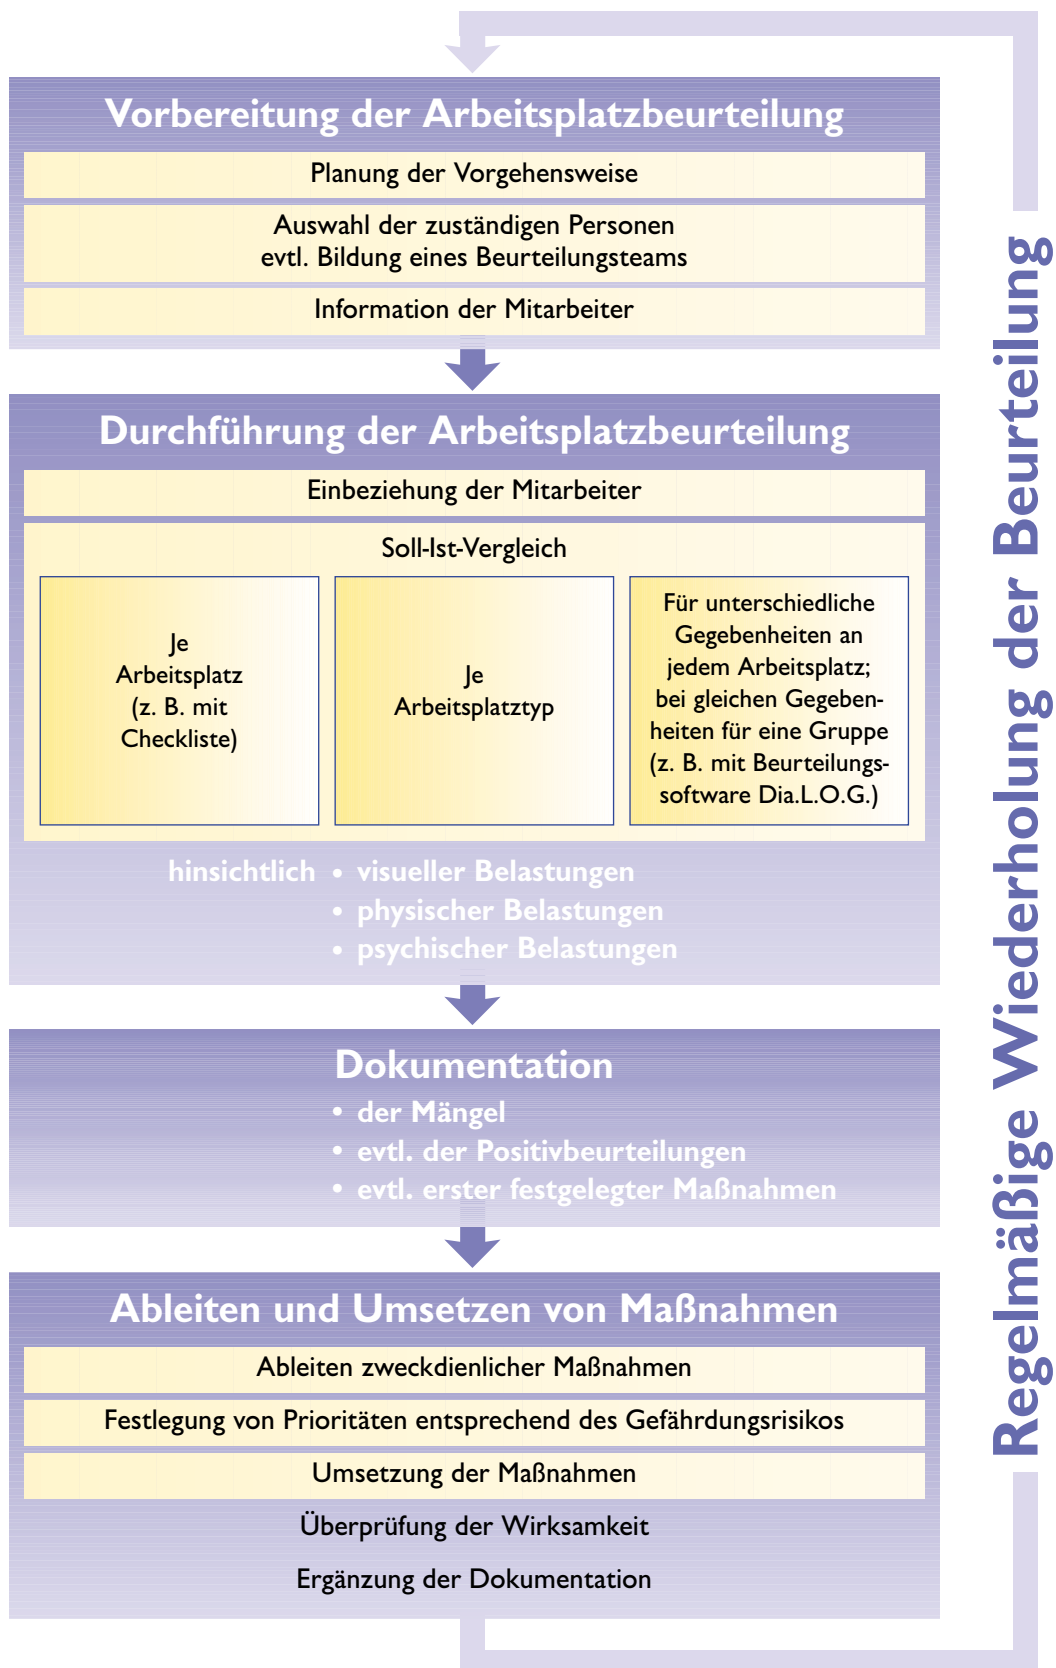 Vorbereitung der Arbeitsplatzbeurteilung
Planung der Vorgehensweise
Auswahl der zuständigen Personen
evtl. Bildung eines Beurteilungsteams
Information der Mitarbeiter
Durchführung der Arbeitsplatzbeurteilung
Einbeziehung der Mitarbeiter
Soll-Ist-Vergleich
Je
Arbeitsplatz
(z. B. mit
Checkliste)
Je
Arbeitsplatztyp
Für unterschiedliche
Gegebenheiten an
jedem Arbeitsplatz;
bei gleichen Gegeben-
heiten für eine Gruppe
(z. B. mit Beurteilungs-
software Dia.L.O.G.)
hinsichtlich • visueller Belastungen
• physischer Belastungen
• psychischer Belastungen
Dokumentation
• der Mängel
• evtl. der Positivbeurteilungen
• evtl. erster festgelegter Maßnahmen
Ableiten und Umsetzen von Maßnahmen
Ableiten zweckdienlicher Maßnahmen
Festlegung von Prioritäten entsprechend des Gefährdungsrisikos
Umsetzung der Maßnahmen
Überprüfung der Wirksamkeit
Ergänzung der Dokumentation
Regelmäßige Wiederholung der Beurteilung